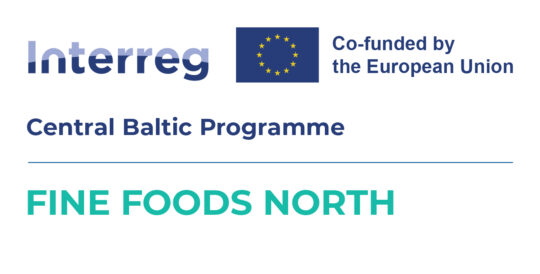 Interreg
Co-funded by
the European Union
Central Baltic Programme
FINE FOODS NORTH